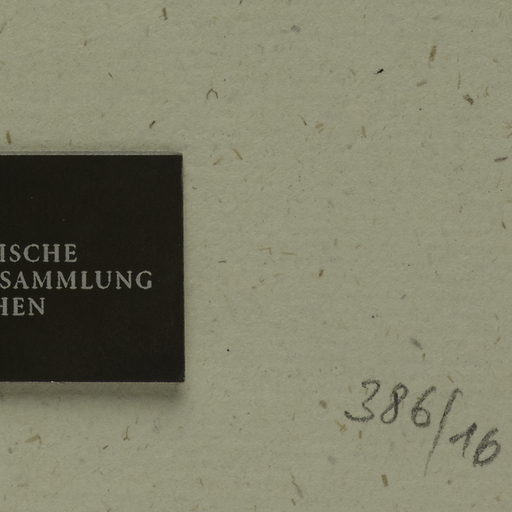 ISCHE
SAMMLUNG
HEN
386/16